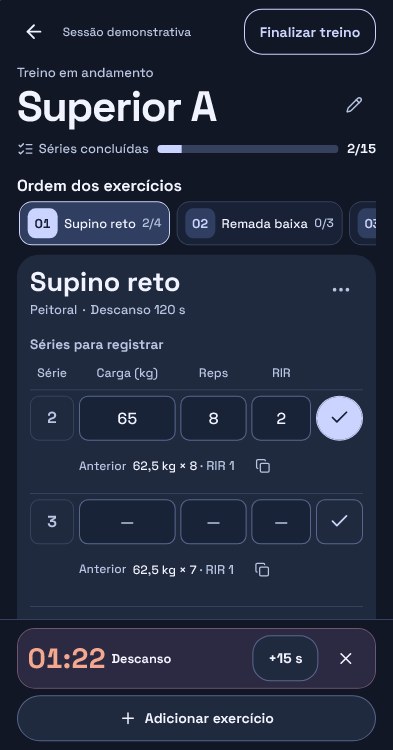 Sessão demonstrativa
Finalizar treino
Treino em andamento
Superior A
Séries concluídas 2/15
Ordem dos exercícios
01 Supino reto 2/4 02 Remada baixa 0/3 03
Supino reto
Peitoral · Descanso 120 s
Séries para registrar
Série Carga (kg) Reps RIR
2 65 8 2
Anterior 62,5 kg × 8 · RIR 1
3 — — —
Anterior 62,5 kg × 7 · RIR 1
01:22 Descanso +15 s
Adicionar exercício